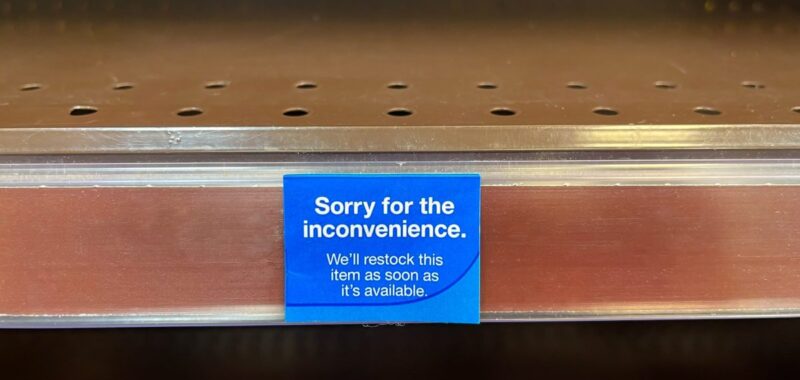 Sorry for the
inconvenience.
We'll restock this
item as soon as
it's available.